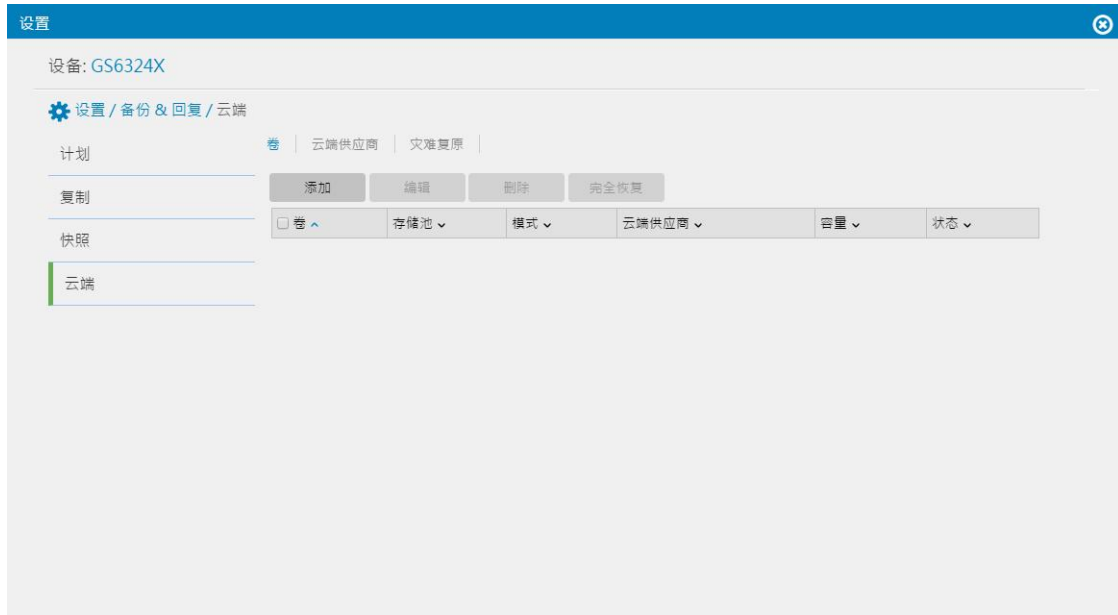 设置
设备: GS6324X
设置 / 备份 & 回复 / 云端
计划
复制
快照
云端
卷 云端供应商 灾难复原
添加 编辑 删除 完全恢复
卷 存储池 模式 云端供应商 容量 状态